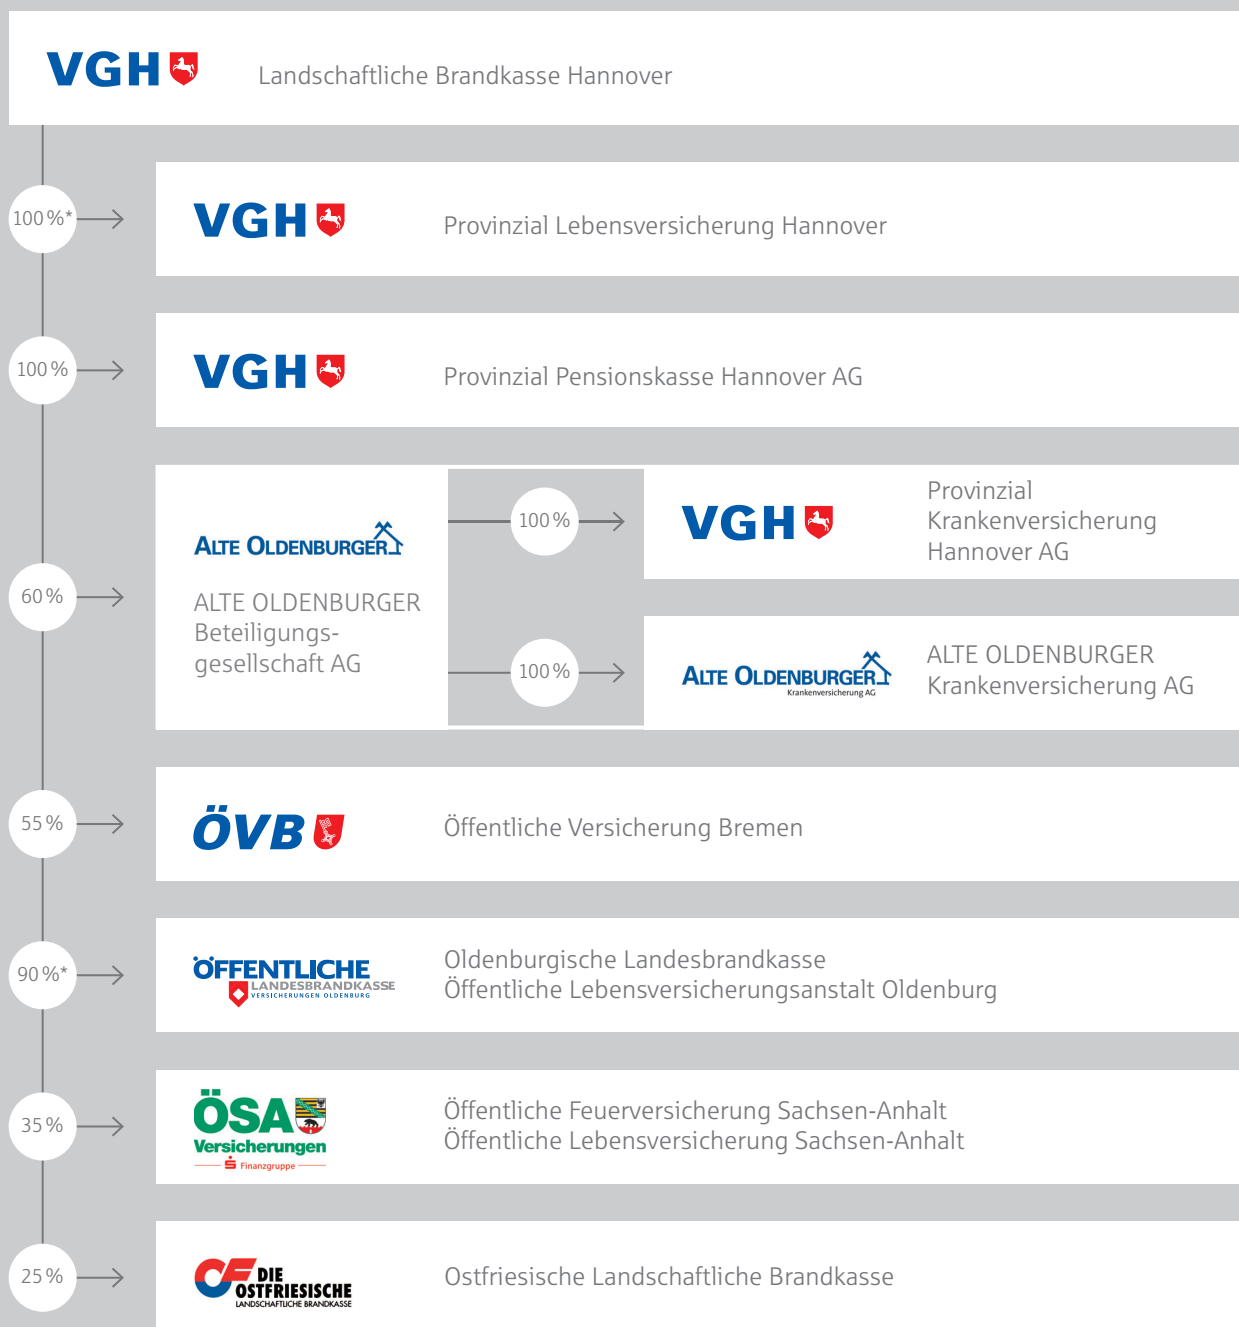 VGH
Landschaftliche Brandkasse Hannover
100 %*
VGH
Provinzial Lebensversicherung Hannover
100 %
VGH
Provinzial Pensionskasse Hannover AG
60 %
ALTE OLDENBURGER
ALTE OLDENBURGER
Beteiligungs-
gesellschaft AG
100 %
VGH
Provinzial
Krankenversicherung
Hannover AG
100 %
ALTE OLDENBURGER
Krankenversicherung AG
ALTE OLDENBURGER
Krankenversicherung AG
55 %
ÖVB
Öffentliche Versicherung Bremen
90 %*
ÖFFENTLICHE
LANDESBRANDKASSE
VERSICHERUNGEN OLDENBURG
Oldenburgische Landesbrandkasse
Öffentliche Lebensversicherungsanstalt Oldenburg
35 %
ÖSA
Versicherungen
Finanzgruppe
Öffentliche Feuerversicherung Sachsen-Anhalt
Öffentliche Lebensversicherung Sachsen-Anhalt
25 %
DIE
OSTFRIESISCHE
LANDSCHAFTLICHE BRANDKASSE
Ostfriesische Landschaftliche Brandkasse